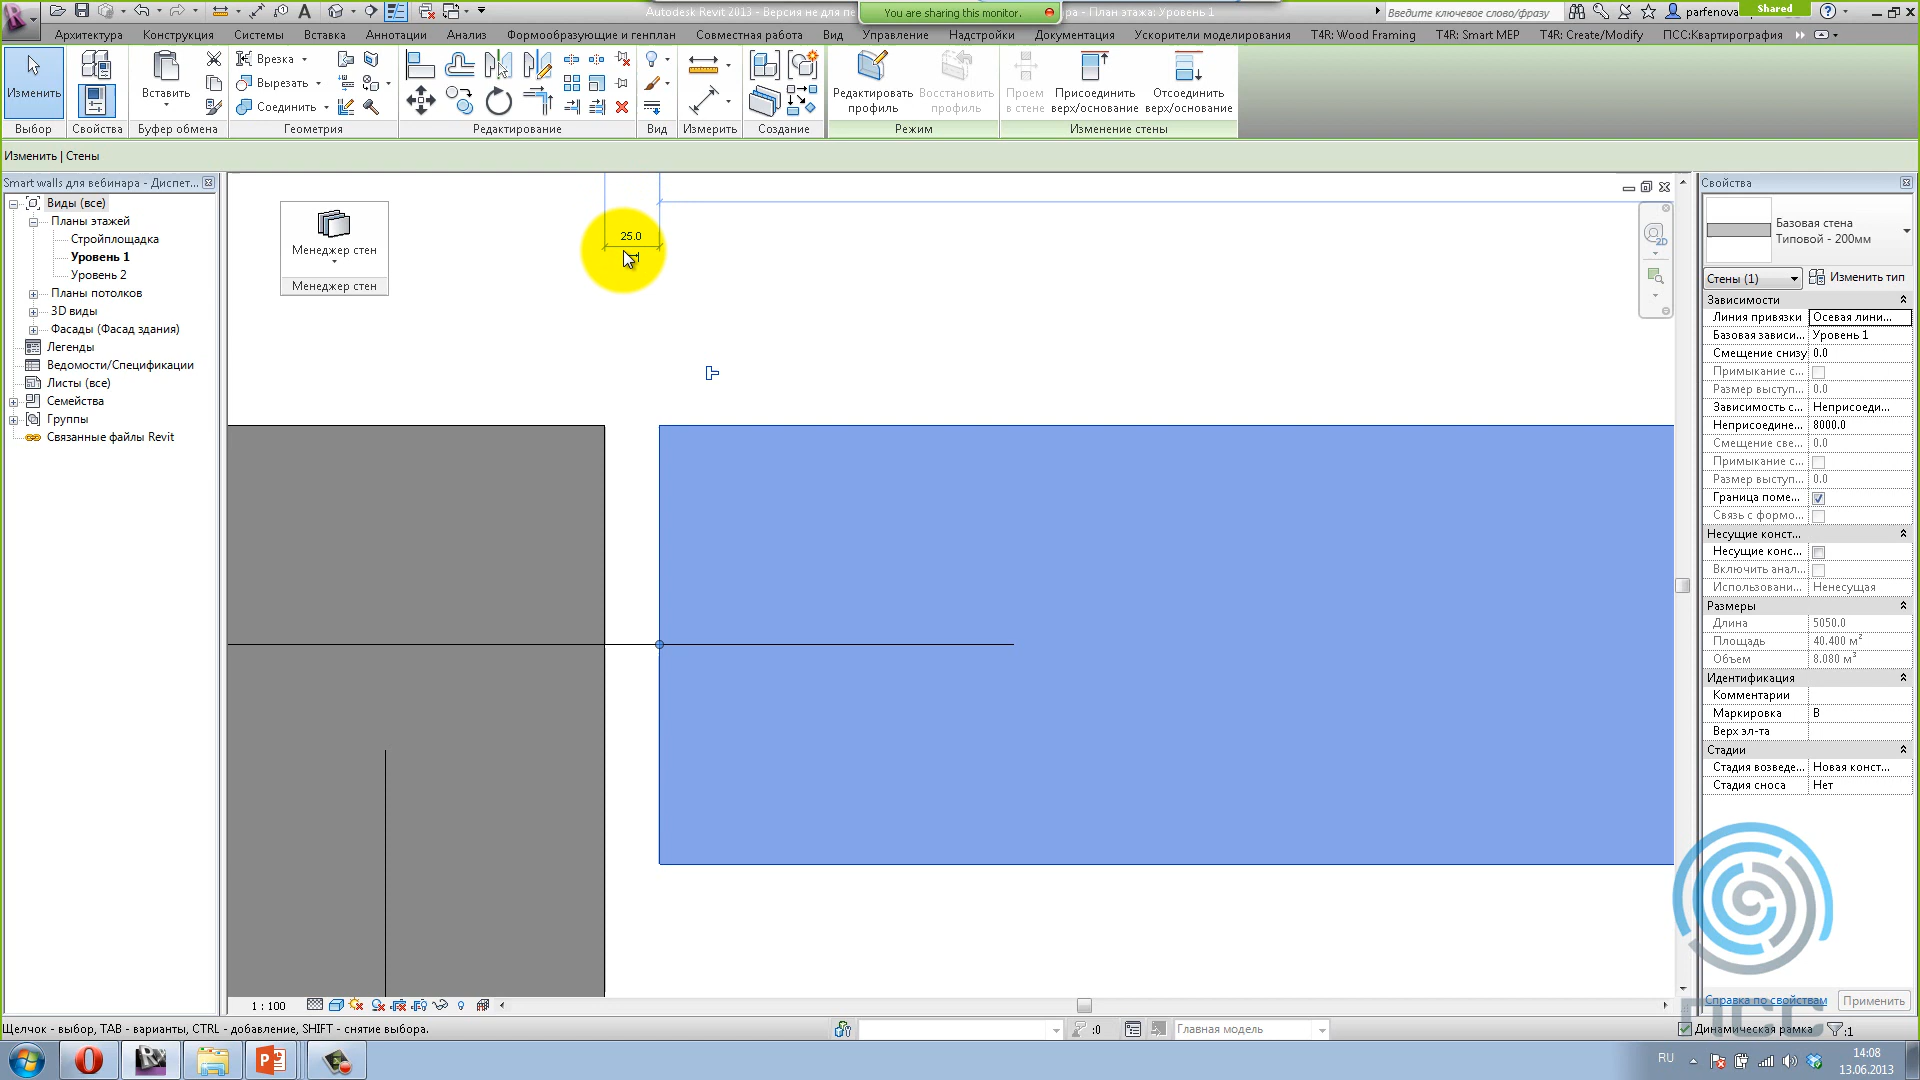 Autodesk Revit 2013 - Версия не для пе
You are sharing this monitor.
ра - План этажа: Уровень 1
Введите ключевое слово/фразу
parfenova
Shared
Архитектура
Конструкция
Системы
Вставка
Аннотации
Анализ
Формообразующие и генплан
Совместная работа
Вид
Управление
Надстройки
Документация
Ускорители моделирования
T4R: Wood Framing
T4R: Smart MEP
T4R: Create/Modify
ПСС:Квартирография
Изменить
Вставить
Врезка
Вырезать
Соединить
Редактировать профиль
Восстановить профиль
Проем в стене
Присоединить верх/основание
Отсоединить верх/основание
Выбор
Свойства
Буфер обмена
Геометрия
Редактирование
Вид
Измерить
Создание
Режим
Изменение стены
Изменить | Стены
Smart walls для вебинара - Диспет...
Виды (все)
Планы этажей
Стройплощадка
Уровень 1
Уровень 2
Планы потолков
3D виды
Фасады (Фасад здания)
Легенды
Ведомости/Спецификации
Листы (все)
Семейства
Группы
Связанные файлы Revit
Менеджер стен
Менеджер стен
25.0
2D
Свойства
Базовая стена
Типовой - 200мм
Стены (1)
Изменить тип
Зависимости
Линия привязки Осевая лини...
Базовая зависи... Уровень 1
Смещение снизу 0.0
Примыкание с...
Размер выступ... 0.0
Зависимость с... Неприсоеди...
Неприсоедине... 8000.0
Смещение све... 0.0
Примыкание с...
Размер выступ... 0.0
Граница поме...
Связь с формо...
Несущие конст...
Несущие конс...
Включить анал...
Использовани... Ненесущая
Размеры
Длина 5050.0
Площадь 40.400 м²
Объем 8.080 м³
Идентификация
Комментарии
Маркировка В
Верх эл-та
Стадии
Стадия возведе... Новая конст...
Стадия сноса Нет
Справка по свойствам
Применить
ПСС
1 : 100
Щелчок - выбор, TAB - варианты, CTRL - добавление, SHIFT - снятие выбора.
:0
Главная модель
Динамическая рамка
:1
RU
14:08
13.06.2013